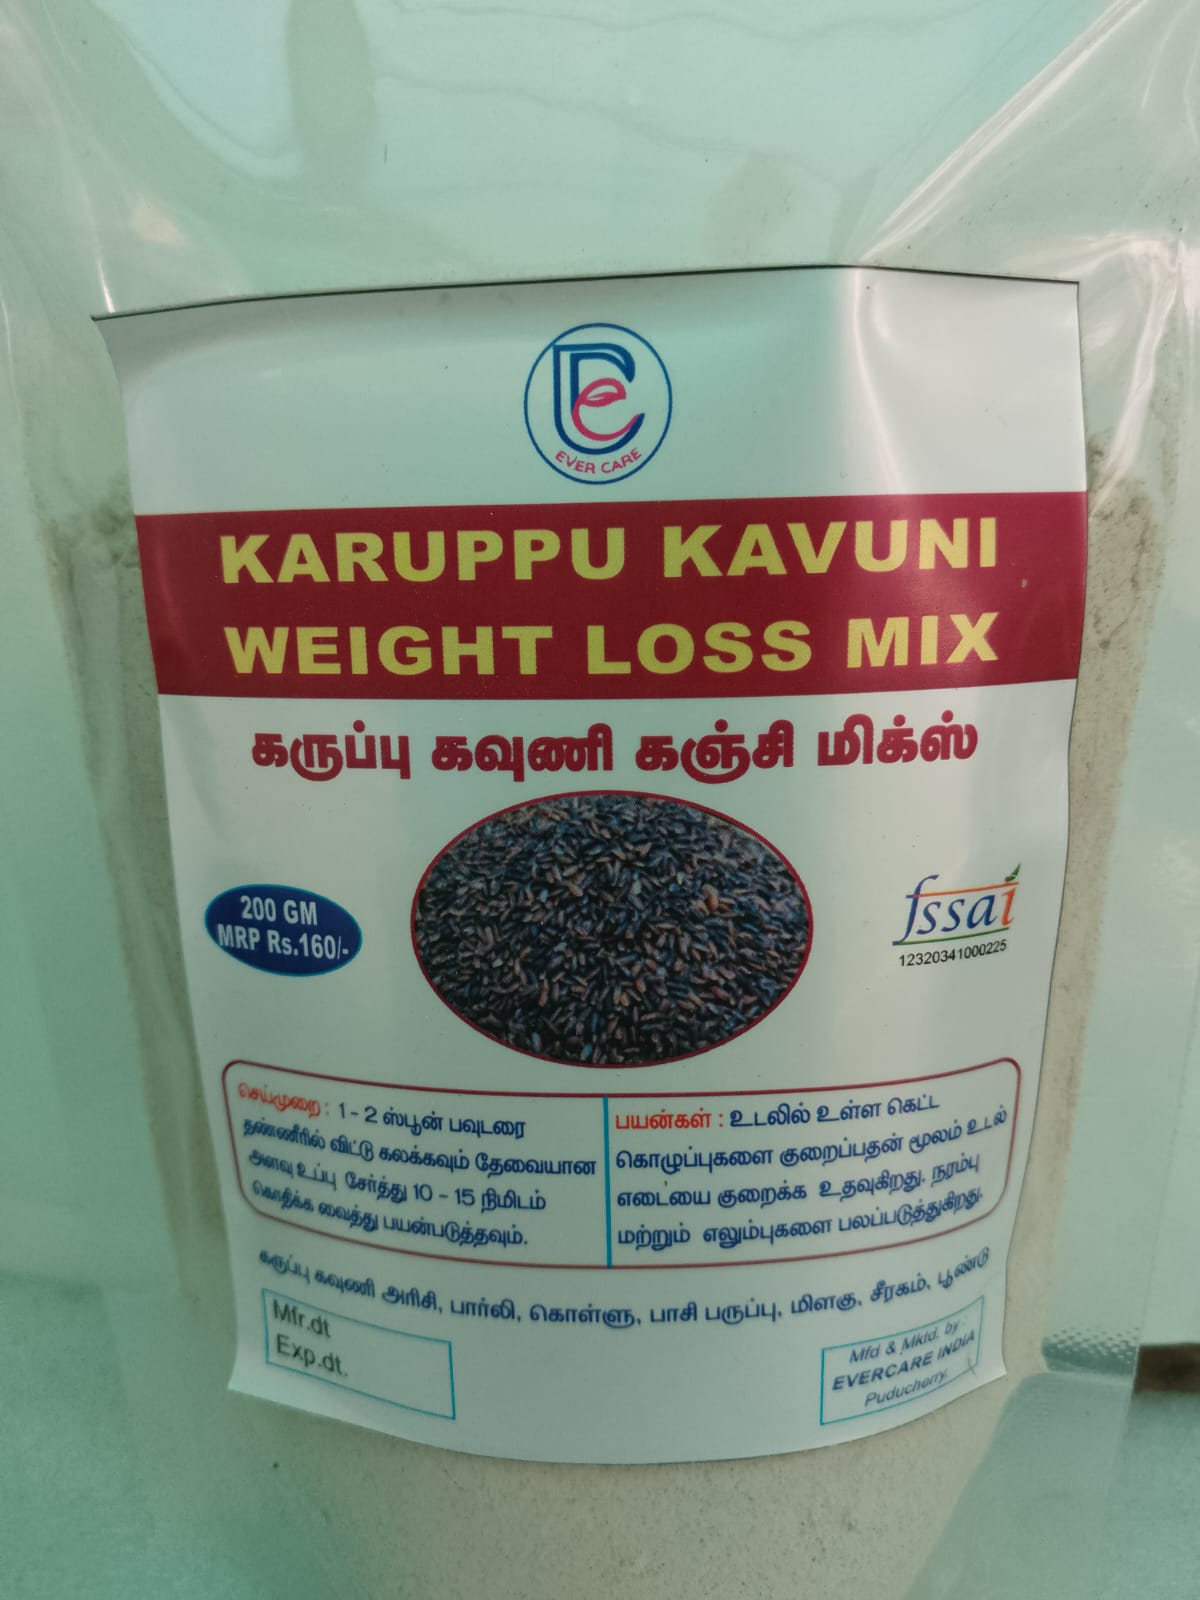 EVER CARE
KARUPPU KAVUNI
WEIGHT LOSS MIX
கருப்பு கவுணி கஞ்சி மிக்ஸ்
200 GM
MRP Rs.160/-
fssai
12320341000225
செய்முறை : 1 - 2 ஸ்பூன் பவுடரை
தண்ணீரில் விட்டு கலக்கவும் தேவையான
அளவு உப்பு சேர்த்து 10 - 15 நிமிடம்
கொதிக்க வைத்து பயன்படுத்தவும்.
பயன்கள் : உடலில் உள்ள கெட்ட
கொழுப்புகளை குறைப்பதன் மூலம் உடல்
எடையை குறைக்க உதவுகிறது. நரம்பு
மற்றும் எலும்புகளை பலப்படுத்துகிறது.
கருப்பு கவுணி அரிசி, பார்லி, கொள்ளு, பாசி பருப்பு, மிளகு, சீரகம், பூண்டு
Mfr.dt
Exp.dt.
Mfd & Mktd. by :
EVERCARE INDIA
Puducherry.